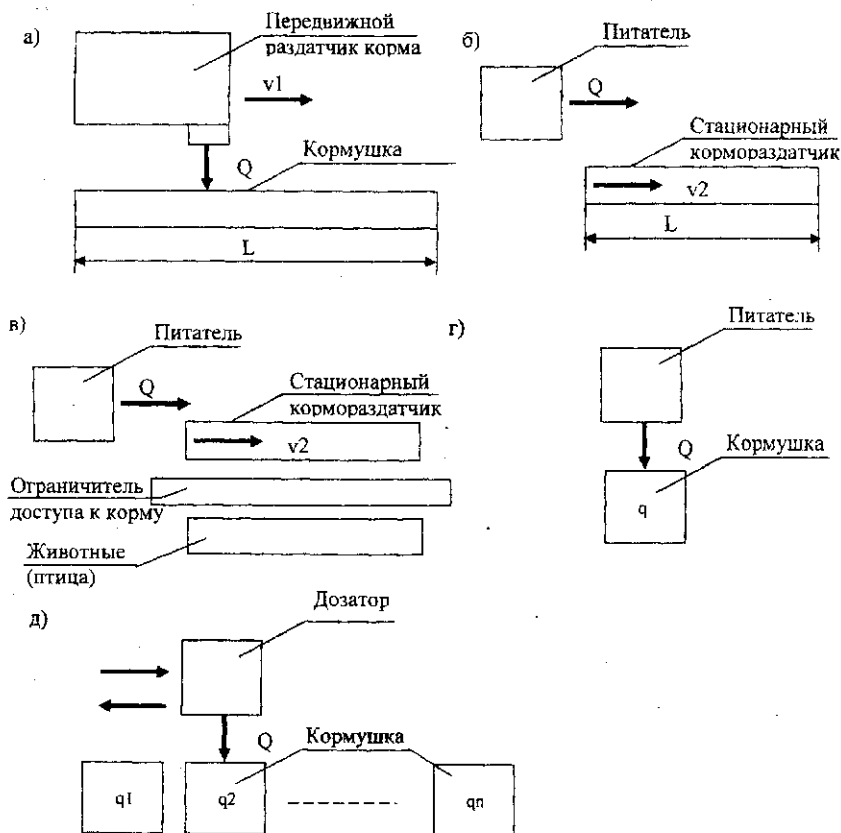 а)
Передвижной
раздатчик корма
v1
Q
Кормушка
L
б)
Питатель
Q
Стационарный
кормораздатчик
v2
L
в)
Питатель
Q
Стационарный
кормораздатчик
v2
Ограничитель
доступа к корму
Животные
(птица)
г)
Питатель
Q
Кормушка
q
д)
Дозатор
Q
Кормушка
q1
q2
qn